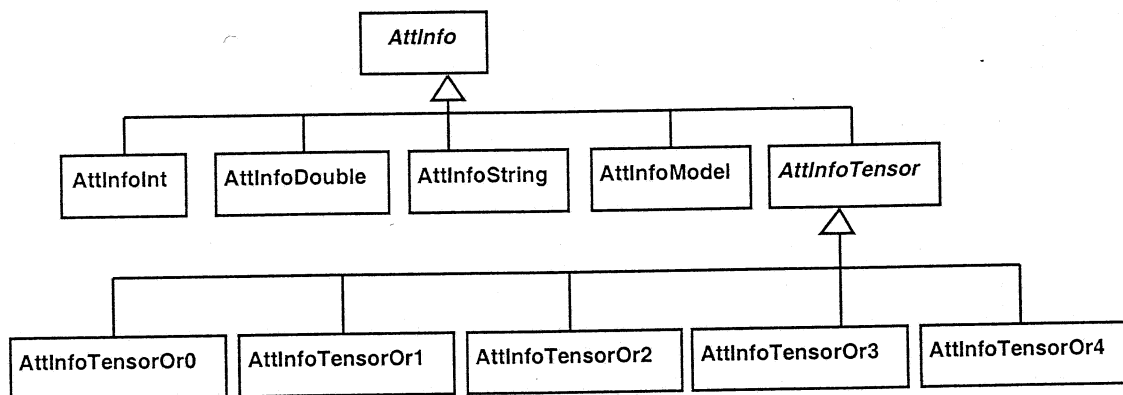 AttInfo
AttInfoInt
AttInfoDouble
AttInfoString
AttInfoModel
AttInfoTensor
AttInfoTensorOr0
AttInfoTensorOr1
AttInfoTensorOr2
AttInfoTensorOr3
AttInfoTensorOr4